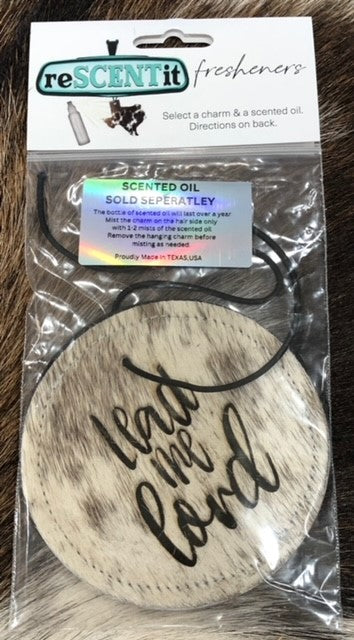 reSCENTit fresheners
Select a charm & a scented oil.
Directions on back.
SCENTED OIL
SOLD SEPERATLEY
The bottle of scented oil will last over a year
Mist the charm on the hair side only
with 1-2 mists of the scented oil
Remove the hanging charm before
misting as needed
Proudly Made in TEXAS,USA
lead
me
lord